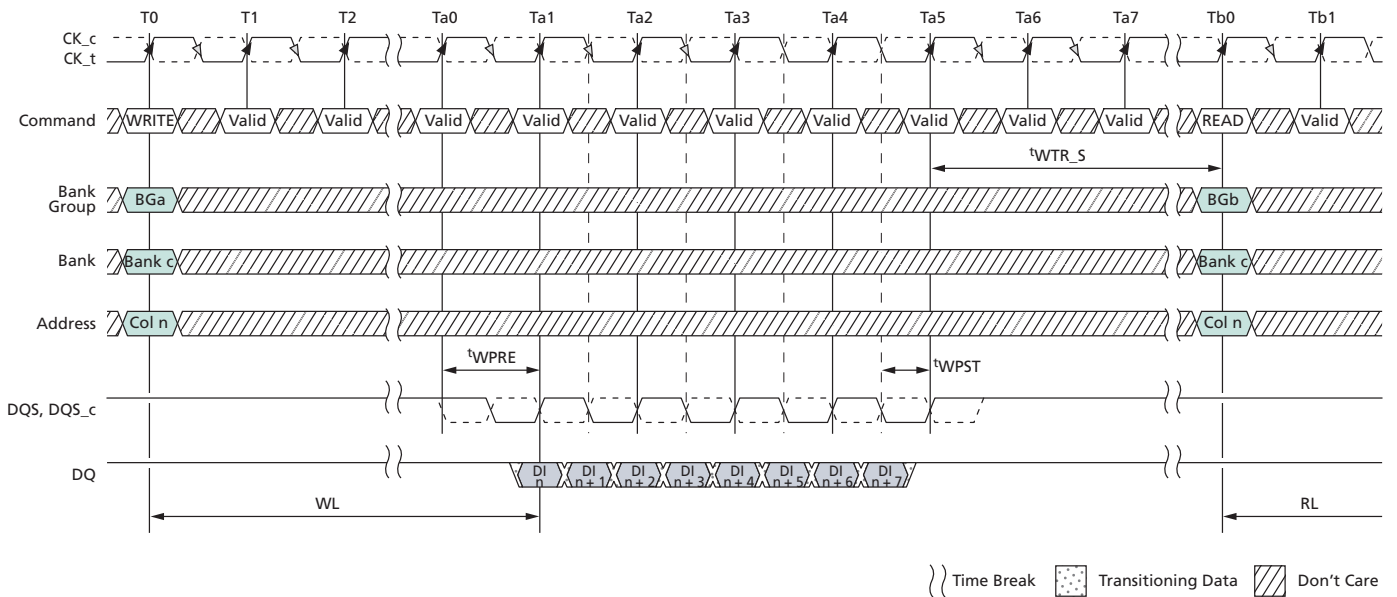 T0 T1 T2 Ta0 Ta1 Ta2 Ta3 Ta4 Ta5 Ta6 Ta7 Tb0 Tb1
CK_c
CK_t
Command WRITE Valid Valid Valid Valid Valid Valid Valid Valid Valid Valid READ Valid
tWTR_S
Bank
Group BGa BGb
Bank Bank c Bank c
Address Col n Col n
tWPRE tWPST
DQS, DQS_c
DQ
DI DI DI DI DI DI DI DI
n n + 1 n + 2 n + 3 n + 4 n + 5 n + 6 n + 7
WL RL
Time Break Transitioning Data Don't Care